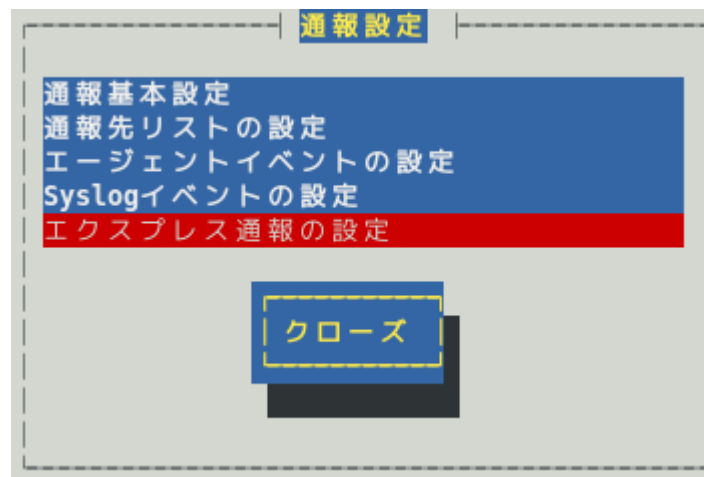 通報設定
通報基本設定
通報先リストの設定
エージェントイベントの設定
Syslogイベントの設定
エクスプレス通報の設定
クローズ